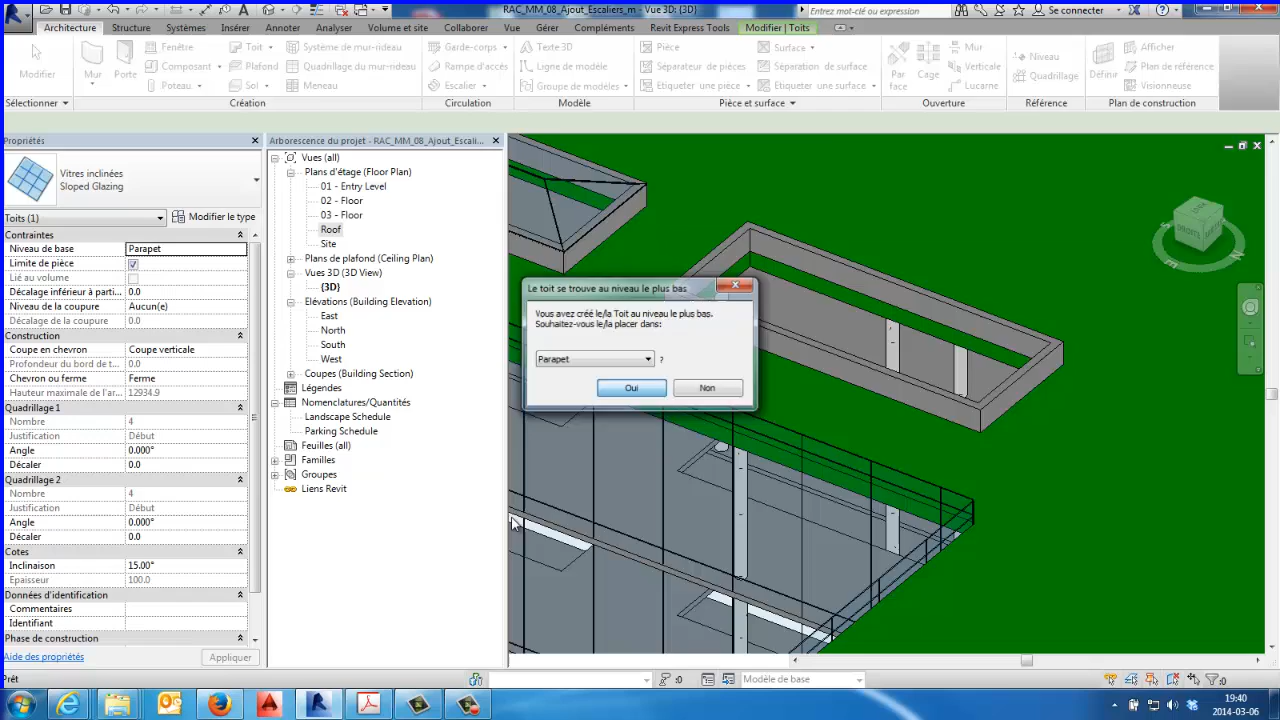 RAC_MM_08_Ajout_Escaliers_m - Vue 3D: {3D}
Entrez mot-clé ou expression
Se connecter
Architecture
Structure
Systèmes
Insérer
Annoter
Analyser
Volume et site
Collaborer
Vue
Gérer
Compléments
Revit Express Tools
Modifier | Toits
Modifier
Mur
Porte
Fenêtre
Composant
Poteau
Toit
Plafond
Sol
Système de mur-rideau
Quadrillage du mur-rideau
Meneau
Garde-corps
Rampe d'accès
Escalier
Texte 3D
Ligne de modèle
Groupe de modèles
Pièce
Séparateur de pièces
Etiqueter une pièce
Surface
Séparation de surface
Etiqueter une surface
Par face
Cage
Mur
Verticale
Lucarne
Niveau
Quadrillage
Définir
Afficher
Plan de référence
Visionneuse
Sélectionner
Création
Circulation
Modèle
Pièce et surface
Ouverture
Référence
Plan de construction
Propriétés
Vitres inclinées
Sloped Glazing
Toits (1)
Modifier le type
Contraintes
Niveau de base Parapet
Limite de pièce
Lié au volume
Décalage inférieur à parti... 0.0
Niveau de la coupure Aucun(e)
Décalage de la coupure 0.0
Construction
Coupe en chevron Coupe verticale
Profondeur du bord de t... 0.0
Chevron ou ferme Ferme
Hauteur maximale de l'ar... 12934.9
Quadrillage 1
Nombre 4
Justification Début
Angle 0.000°
Décaler 0.0
Quadrillage 2
Nombre 4
Justification Début
Angle 0.000°
Décaler 0.0
Cotes
Inclinaison 15.00°
Epaisseur 100.0
Données d'identification
Commentaires
Identifiant
Phase de construction
Aide des propriétés
Appliquer
Arborescence du projet - RAC_MM_08_Ajout_Escali...
Vues (all)
Plans d'étage (Floor Plan)
01 - Entry Level
02 - Floor
03 - Floor
Roof
Site
Plans de plafond (Ceiling Plan)
Vues 3D (3D View)
{3D}
Elévations (Building Elevation)
East
North
South
West
Coupes (Building Section)
Légendes
Nomenclatures/Quantités
Landscape Schedule
Planting Schedule
Feuilles (all)
Familles
Groupes
Liens Revit
Le toit se trouve au niveau le plus bas
Vous avez créé le/la Toit au niveau le plus bas.
Souhaitez-vous le/la placer dans:
Parapet ?
Oui
Non
Prêt
:0
Modèle de base
:0
19:40
2014-03-06